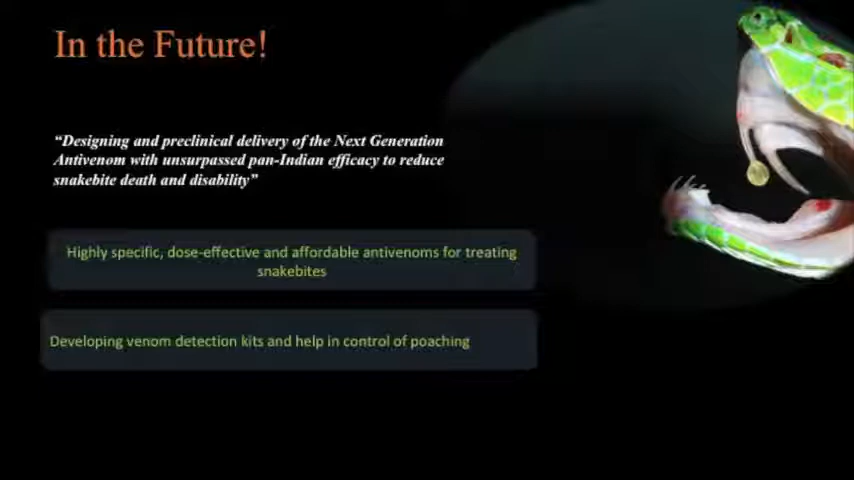 In the Future!
“Designing and preclinical delivery of the Next Generation
Antivenom with unsurpassed pan-Indian efficacy to reduce
snakebite death and disability”
Highly specific, dose-effective and affordable antivenoms for treating
snakebites
Developing venom detection kits and help in control of poaching